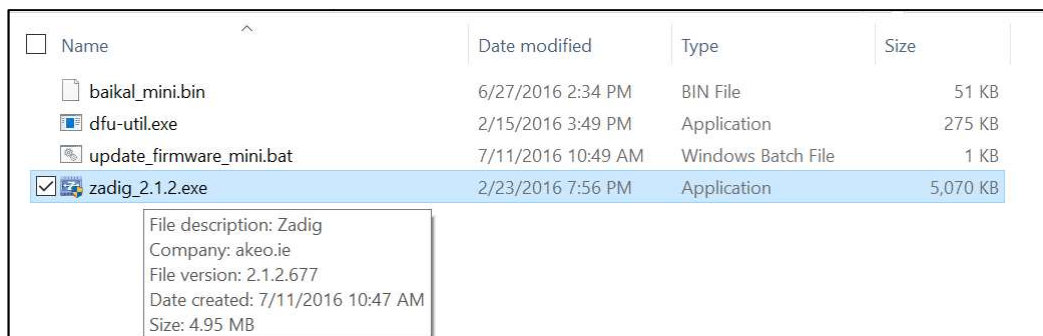 Name Date modified Type Size
baikal_mini.bin 6/27/2016 2:34 PM BIN File 51 KB
dfu-util.exe 2/15/2016 3:49 PM Application 275 KB
update_firmware_mini.bat 7/11/2016 10:49 AM Windows Batch File 1 KB
zadig_2.1.2.exe 2/23/2016 7:56 PM Application 5,070 KB
File description: Zadig
Company: akeo.ie
File version: 2.1.2.677
Date created: 7/11/2016 10:47 AM
Size: 4.95 MB